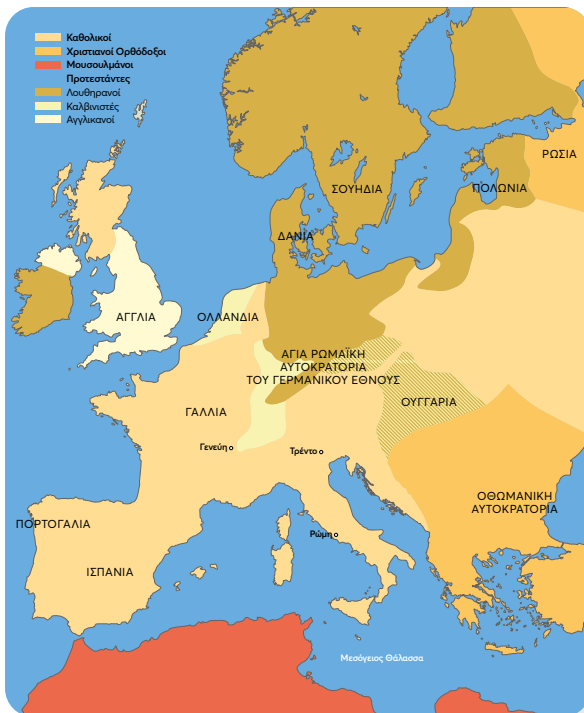 Καθολικοί
Χριστιανοί Ορθόδοξοι
Μουσουλμάνοι
Προτεστάντες
Λουθηρανοί
Καλβινιστές
Αγγλικανοί
ΡΩΣΙΑ
ΣΟΥΗΔΙΑ
ΠΟΛΩΝΙΑ
ΔΑΝΙΑ
ΑΓΓΛΙΑ
ΟΛΛΑΝΔΙΑ
ΑΓΙΑ ΡΩΜΑΪΚΗ
ΑΥΤΟΚΡΑΤΟΡΙΑ
ΤΟΥ ΓΕΡΜΑΝΙΚΟΥ ΕΘΝΟΥΣ
ΓΑΛΛΙΑ
ΟΥΓΓΑΡΙΑ
Γενεύη
Τρέντο
ΟΘΩΜΑΝΙΚΗ
ΑΥΤΟΚΡΑΤΟΡΙΑ
ΠΟΡΤΟΓΑΛΙΑ
Ρώμη
ΙΣΠΑΝΙΑ
Μεσόγειος Θάλασσα